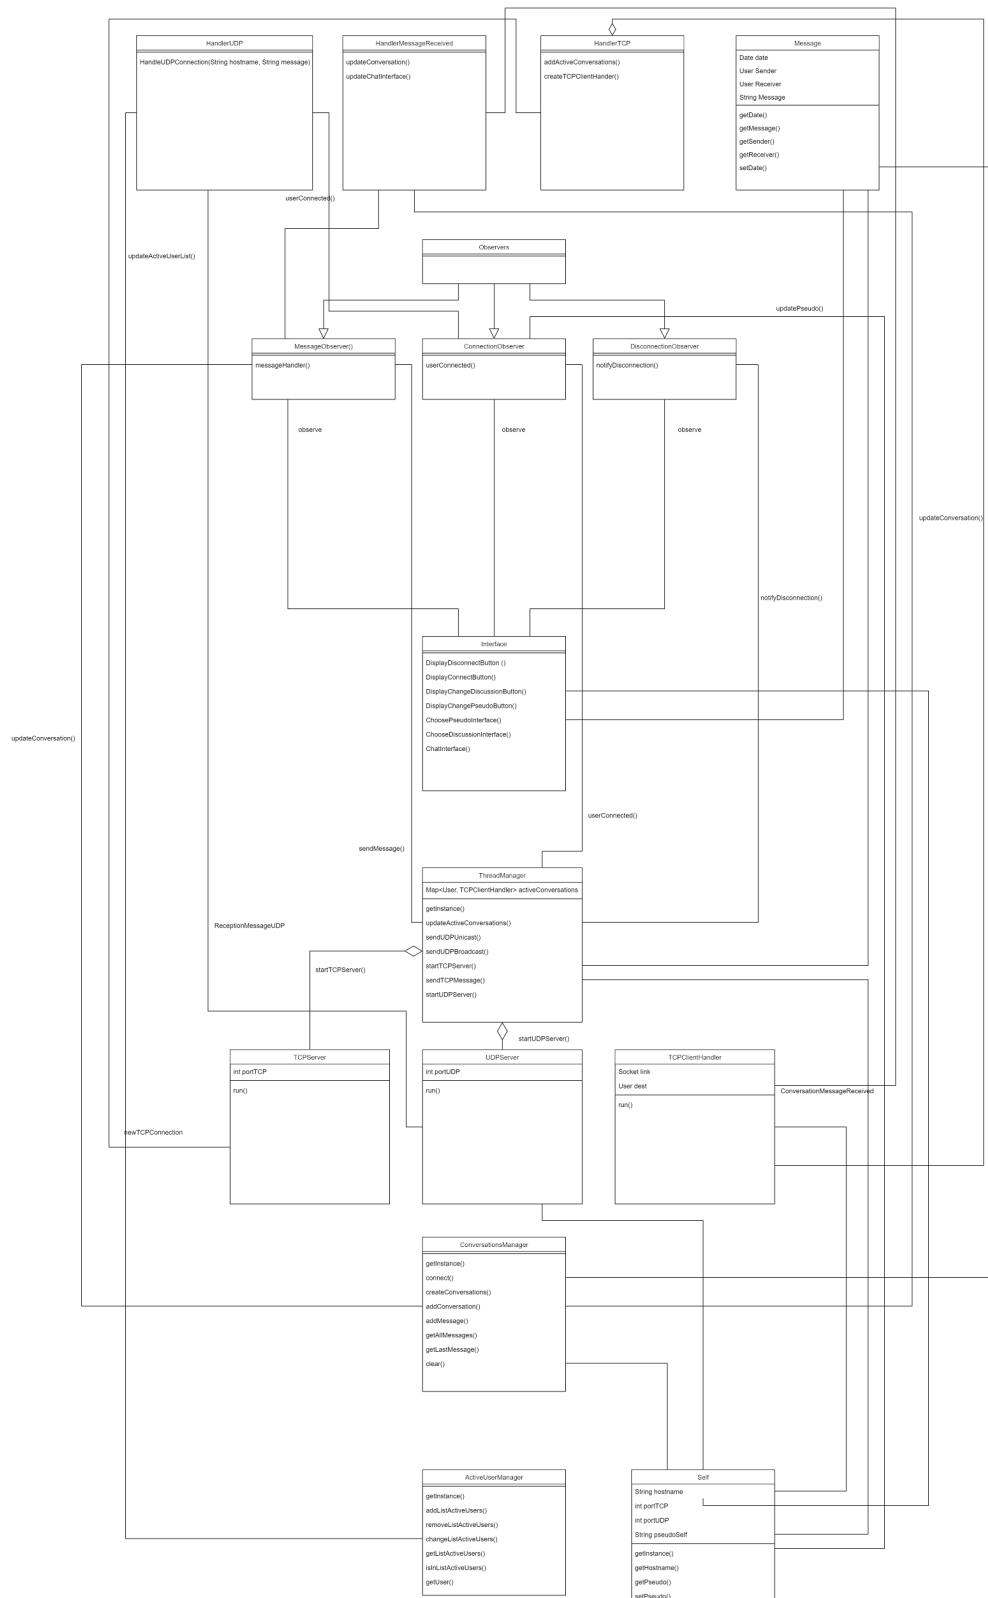 HandlerUDP
HandleUDPConnection(String hostname, String message)
HandlerMessageReceived
updateConversation()
updateChatInterface()
HandlerTCP
addActiveConversations()
createTCPClientHander()
Message
Date date
User Sender
User Receiver
String Message
getDate()
getMessage()
getSender()
getReceiver()
setDate()
userConnected()
updateActiveUserList()
Observers
updatePseudo()
MessageObserver()
messageHandler()
ConnectionObserver
userConnected()
DisconnectionObserver
notifyDisconnection()
observe
observe
observe
updateConversation()
notifyDisconnection()
Interface
DisplayDisconnectButton ()
DisplayConnectButton()
DisplayChangeDiscussionButton()
DisplayChangePseudoButton()
ChoosePseudoInterface()
ChooseDiscussionInterface()
ChatInterface()
updateConversation()
userConnected()
sendMessage()
ThreadManager
Map<User, TCPClientHandler> activeConversations
getInstance()
updateActiveConversations()
sendUDPUnicast()
sendUDPBroadcast()
startTCPServer()
sendTCPMessage()
startUDPServer()
ReceptionMessageUDP
startTCPServer()
startUDPServer()
TCPServer
int portTCP
run()
UDPServer
int portUDP
run()
TCPClientHandler
Socket link
User dest
run()
ConversationMessageReceived
newTCPConnection
ConversationsManager
getInstance()
connect()
createConversations()
addConversation()
addMessage()
getAllMessages()
getLastMessage()
clear()
ActiveUserManager
getInstance()
addListActiveUsers()
removeListActiveUsers()
changeListActiveUsers()
getListActiveUsers()
isInListActiveUsers()
getUser()
Self
String hostname
int portTCP
int portUDP
String pseudoSelf
getInstance()
getHostname()
getPseudo()
setPseudo()